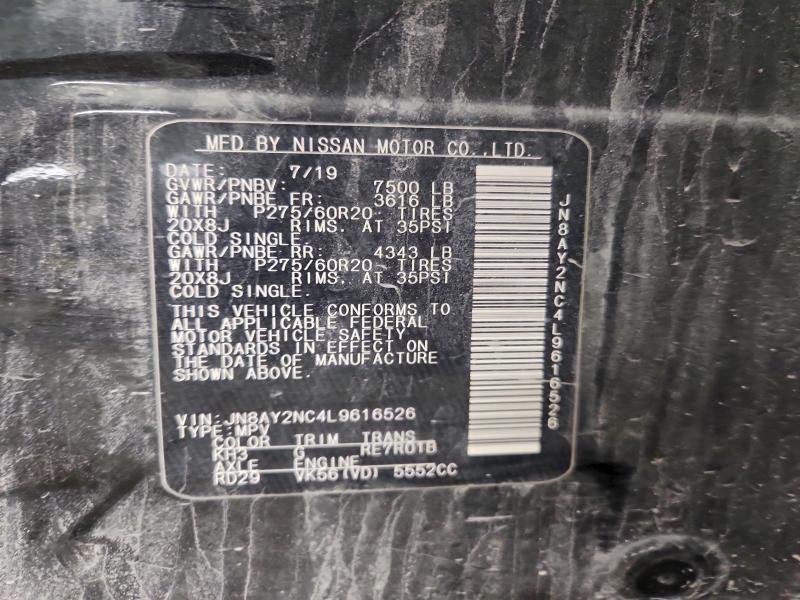 MFD BY NISSAN MOTOR CO.,LTD.
DATE: 7/19
GVWR/PNBV: 7500 LB
GAWR/PNBE FR: 3616 LB
WITH P275/60R20 TIRES
20X8J RIMS. AT 35PSI
COLD SINGLE.
GAWR/PNBE RR: 4343 LB
WITH P275/60R20 TIRES
20X8J RIMS. AT 35PSI
COLD SINGLE.
THIS VEHICLE CONFORMS TO
ALL APPLICABLE FEDERAL
MOTOR VEHICLE SAFETY
STANDARDS IN EFFECT ON
THE DATE OF MANUFACTURE
SHOWN ABOVE.
VIN: JN8AY2NC4L9616526
TYPE: MPV
COLOR TRIM TRANS
KH3 G RE7R01B
AXLE ENGINE
RD29 VK56(VD) 5552CC
JN8AY2NC4L9616526